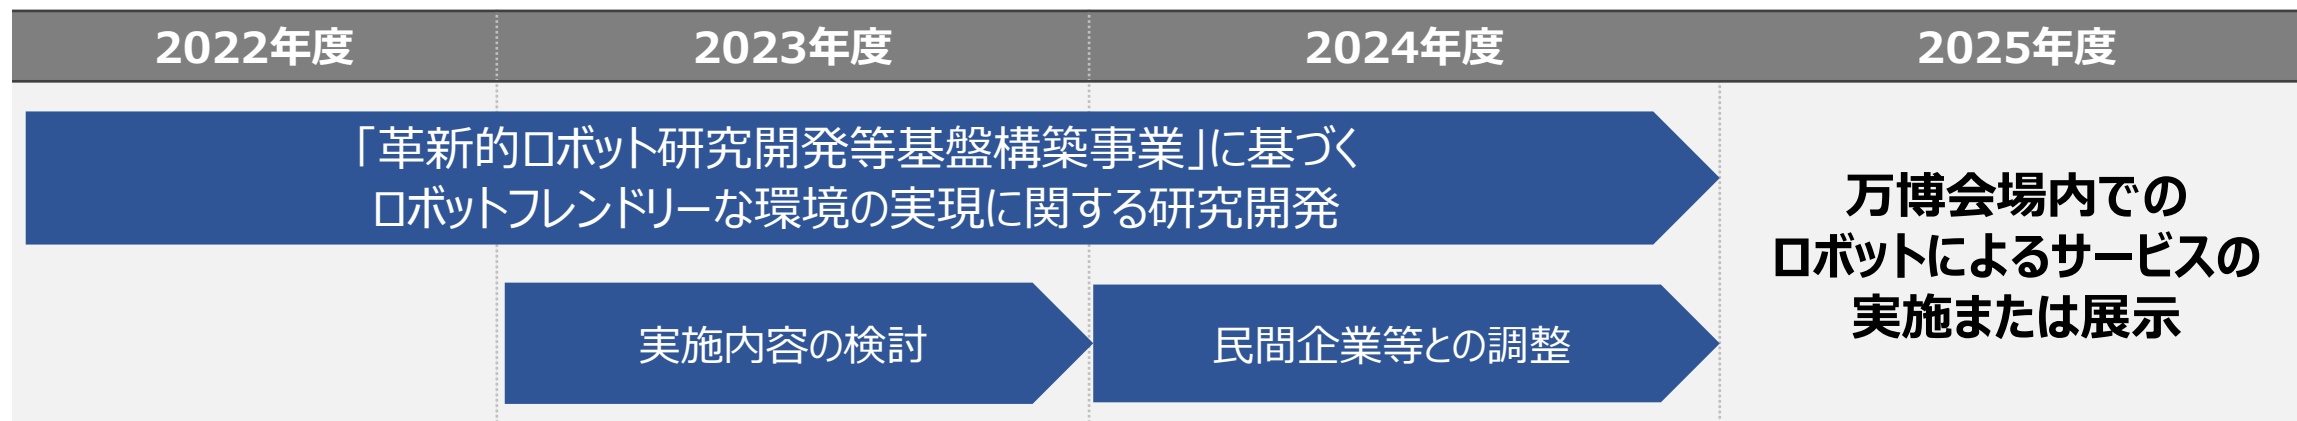 2022年度 2023年度 2024年度 2025年度
「革新的ロボット研究開発等基盤構築事業」に基づく
ロボットフレンドリーな環境の実現に関する研究開発
実施内容の検討
民間企業等との調整
万博会場内での
ロボットによるサービスの
実施または展示